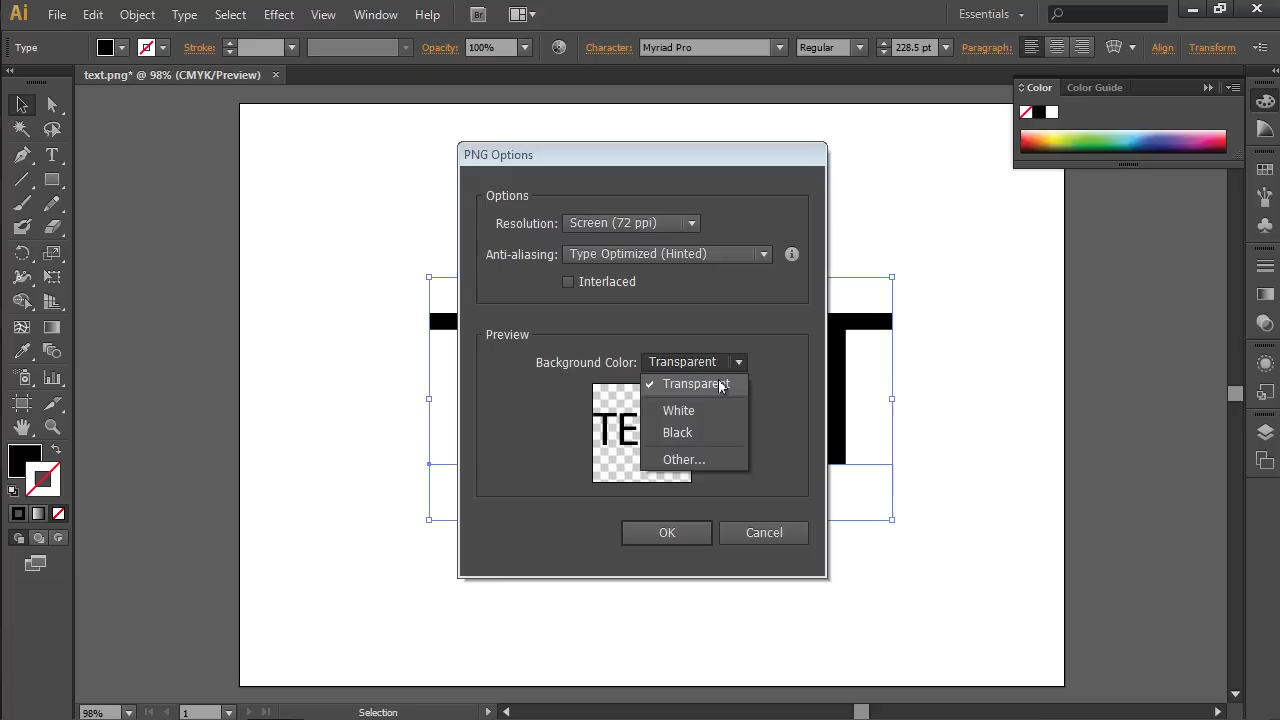 Ai File Edit Object Type Select Effect View Window Help Br Essentials
Type Stroke: Opacity: 100% Character: Myriad Pro Regular 228.5 pt Paragraph: Align Transform
text.png* @ 98% (CMYK/Preview)
Color Color Guide
PNG Options
Options
Resolution: Screen (72 ppi)
Anti-aliasing: Type Optimized (Hinted)
Interlaced
Preview
Background Color: Transparent
Transparent
White
Black
Other...
TE
T
OK Cancel
98% 1 Selection